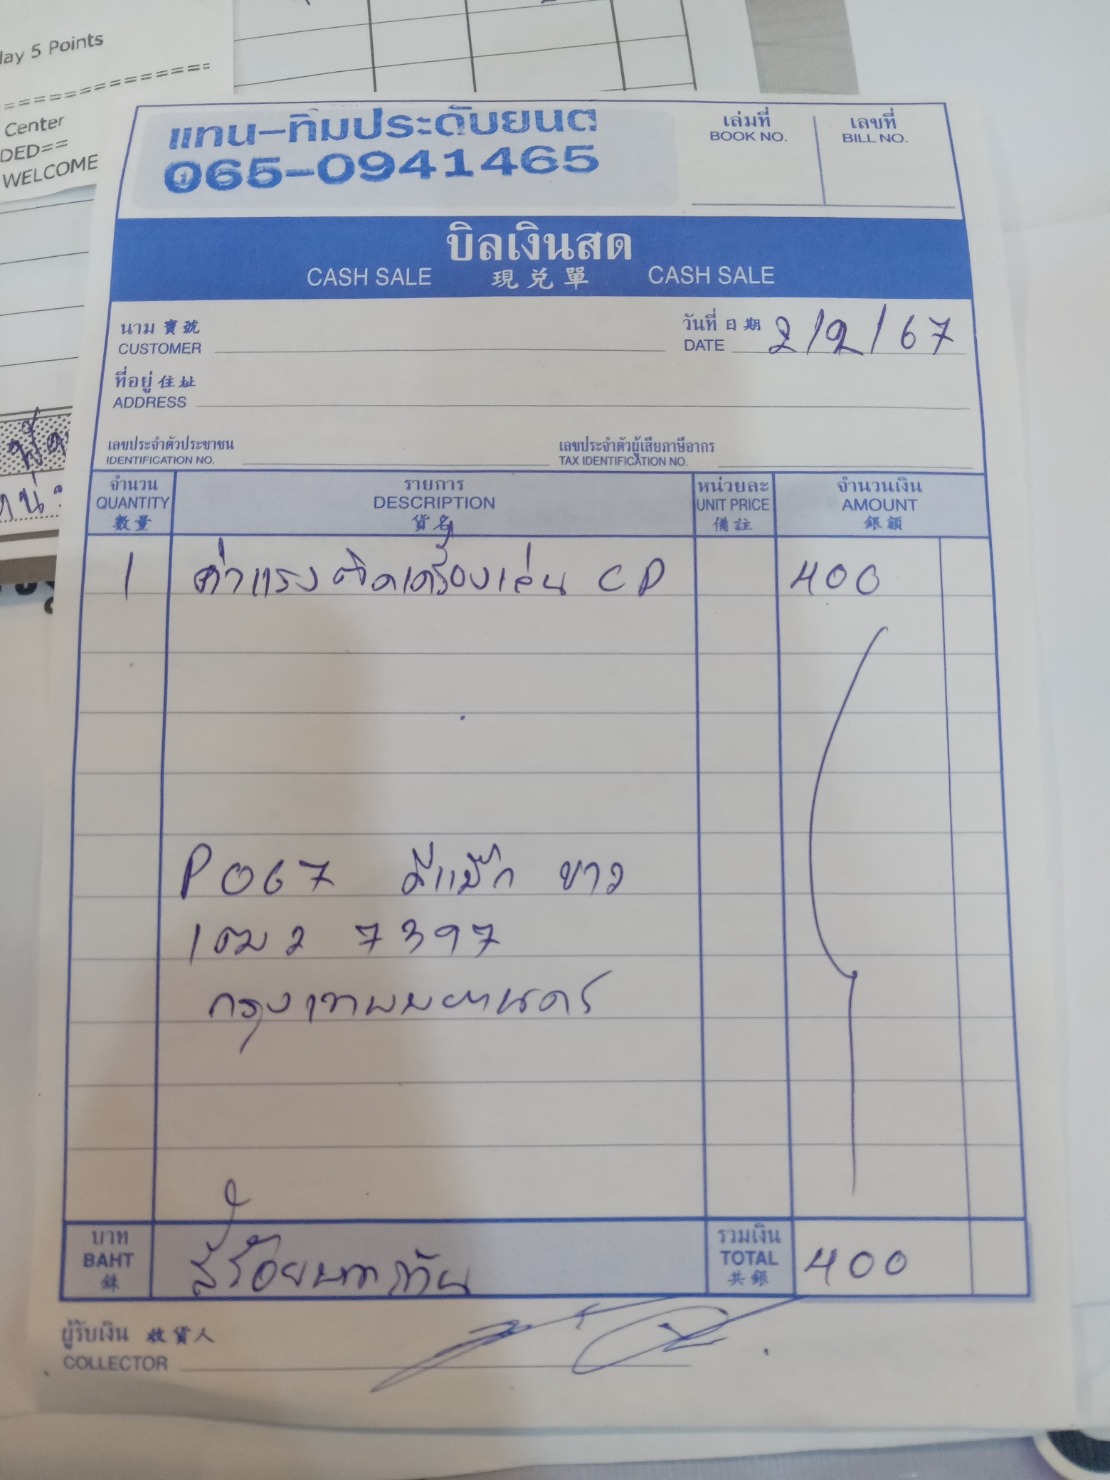 lay 5 Points
Center
DED==
WELCOME
แทน-ทิมประดับยนต์
065-0941465
เล่มที่
BOOK NO.
เลขที่
BILL NO.
บิลเงินสด
CASH SALE 現兌單 CASH SALE
นาม 寶號
CUSTOMER
วันที่ 日期
DATE 2/2/67
ที่อยู่ 住址
ADDRESS
เลขประจำตัวประชาชน
IDENTIFICATION NO.
เลขประจำตัวผู้เสียภาษีอากร
TAX IDENTIFICATION NO.
จำนวน
QUANTITY
數量
รายการ
DESCRIPTION
貨名
หน่วยละ
UNIT PRICE
備註
จำนวนเงิน
AMOUNT
銀額
1 ค่าแรงติดเครื่องเล่น CD 400
P067 ดีแม็ก ขาว
1ฒว 7397
กรุงเทพมหานคร
บาท
BAHT
銖
สี่ร้อยบาทถ้วน
รวมเงิน
TOTAL
共銀
400
ผู้รับเงิน 收貨人
COLLECTOR